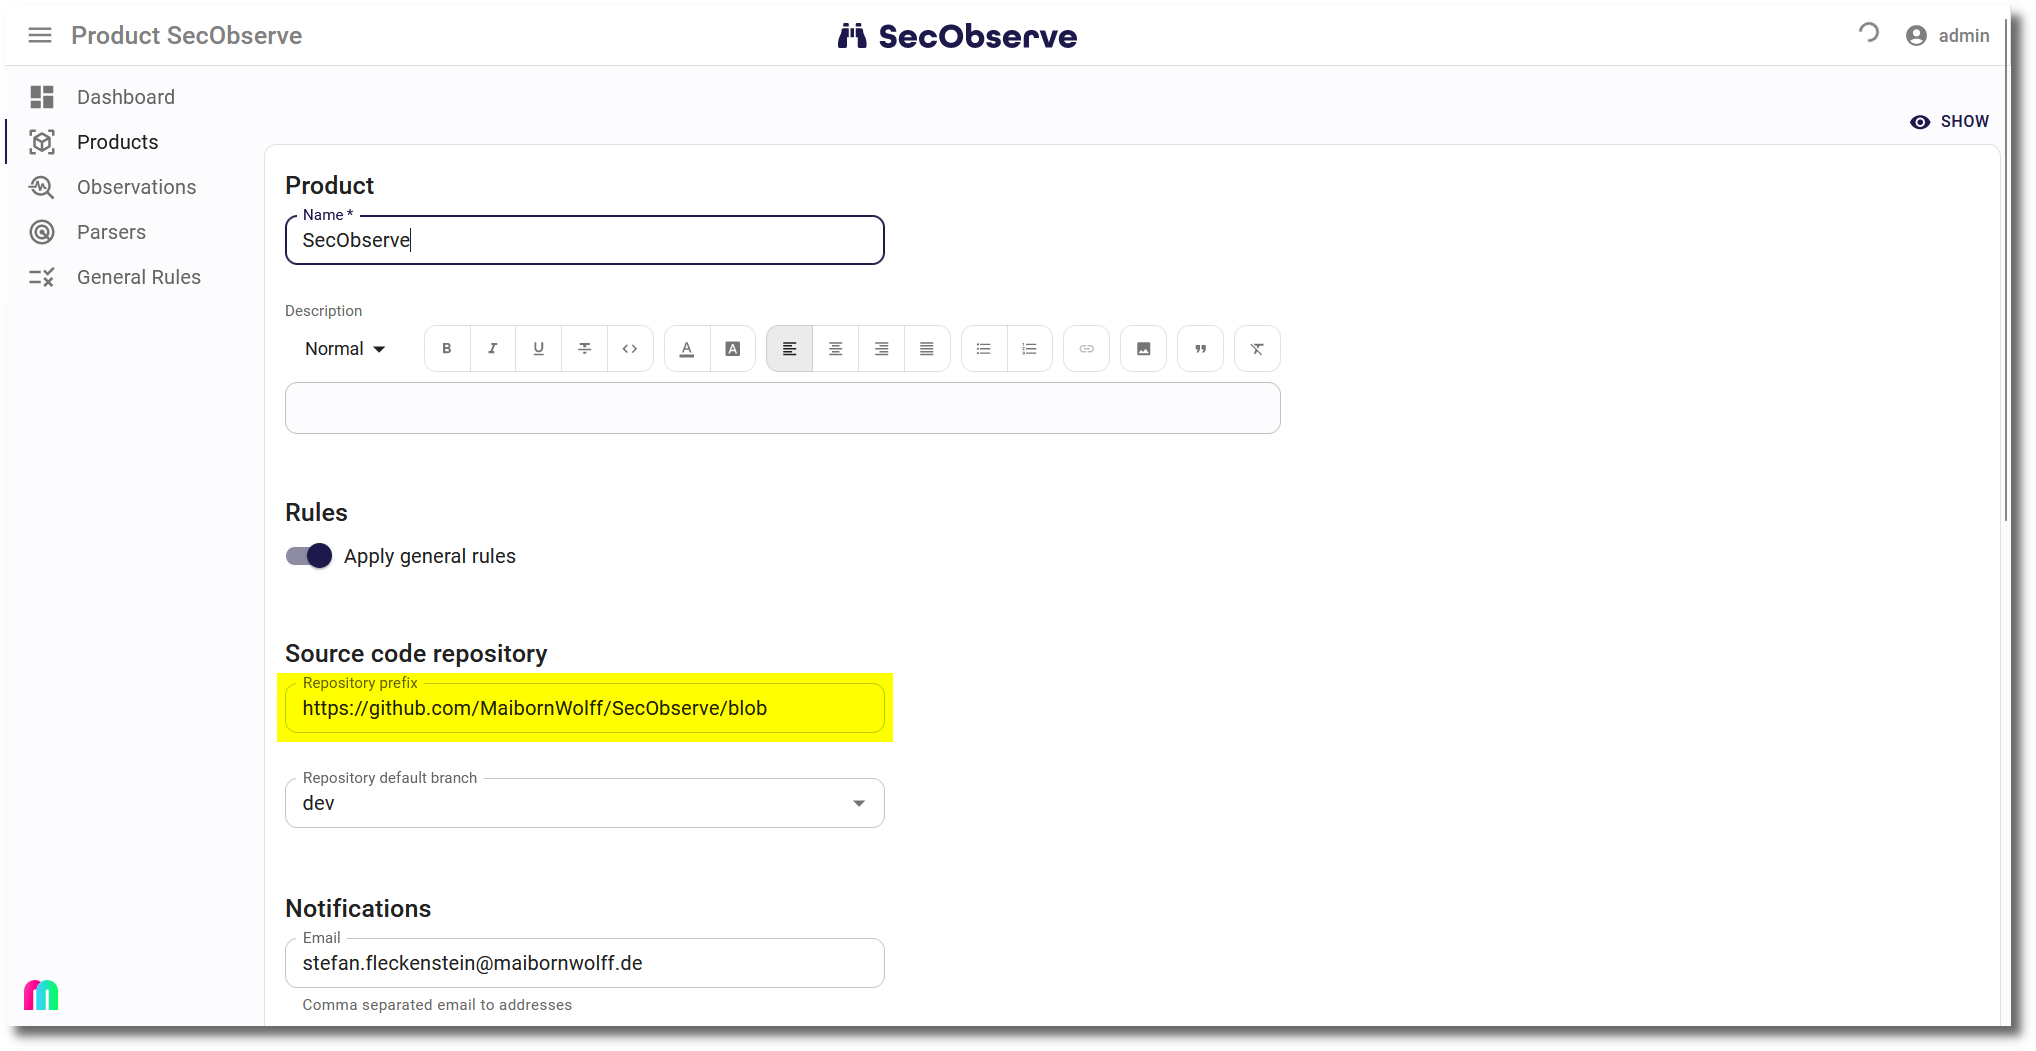 Product SecObserve
SecObserve
admin
Dashboard
Products
Observations
Parsers
General Rules
SHOW
Product
Name *
SecObserve
Description
Normal
Rules
Apply general rules
Source code repository
Repository prefix
https://github.com/MaibornWolff/SecObserve/blob
Repository default branch
dev
Notifications
Email
stefan.fleckenstein@maibornwolff.de
Comma separated email to addresses